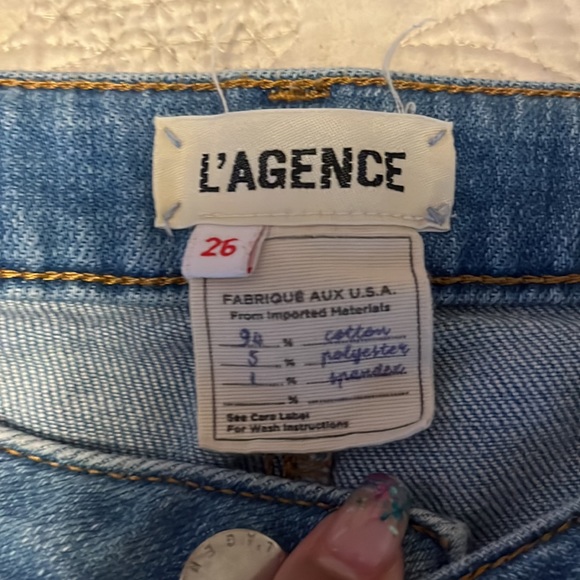 L'AGENCE
26
FABRIQUÉ AUX U.S.A.
From Imported Materials
94 % cotton
5 % polyester
1 % spandex
%
See Care Label
For Wash Instructions